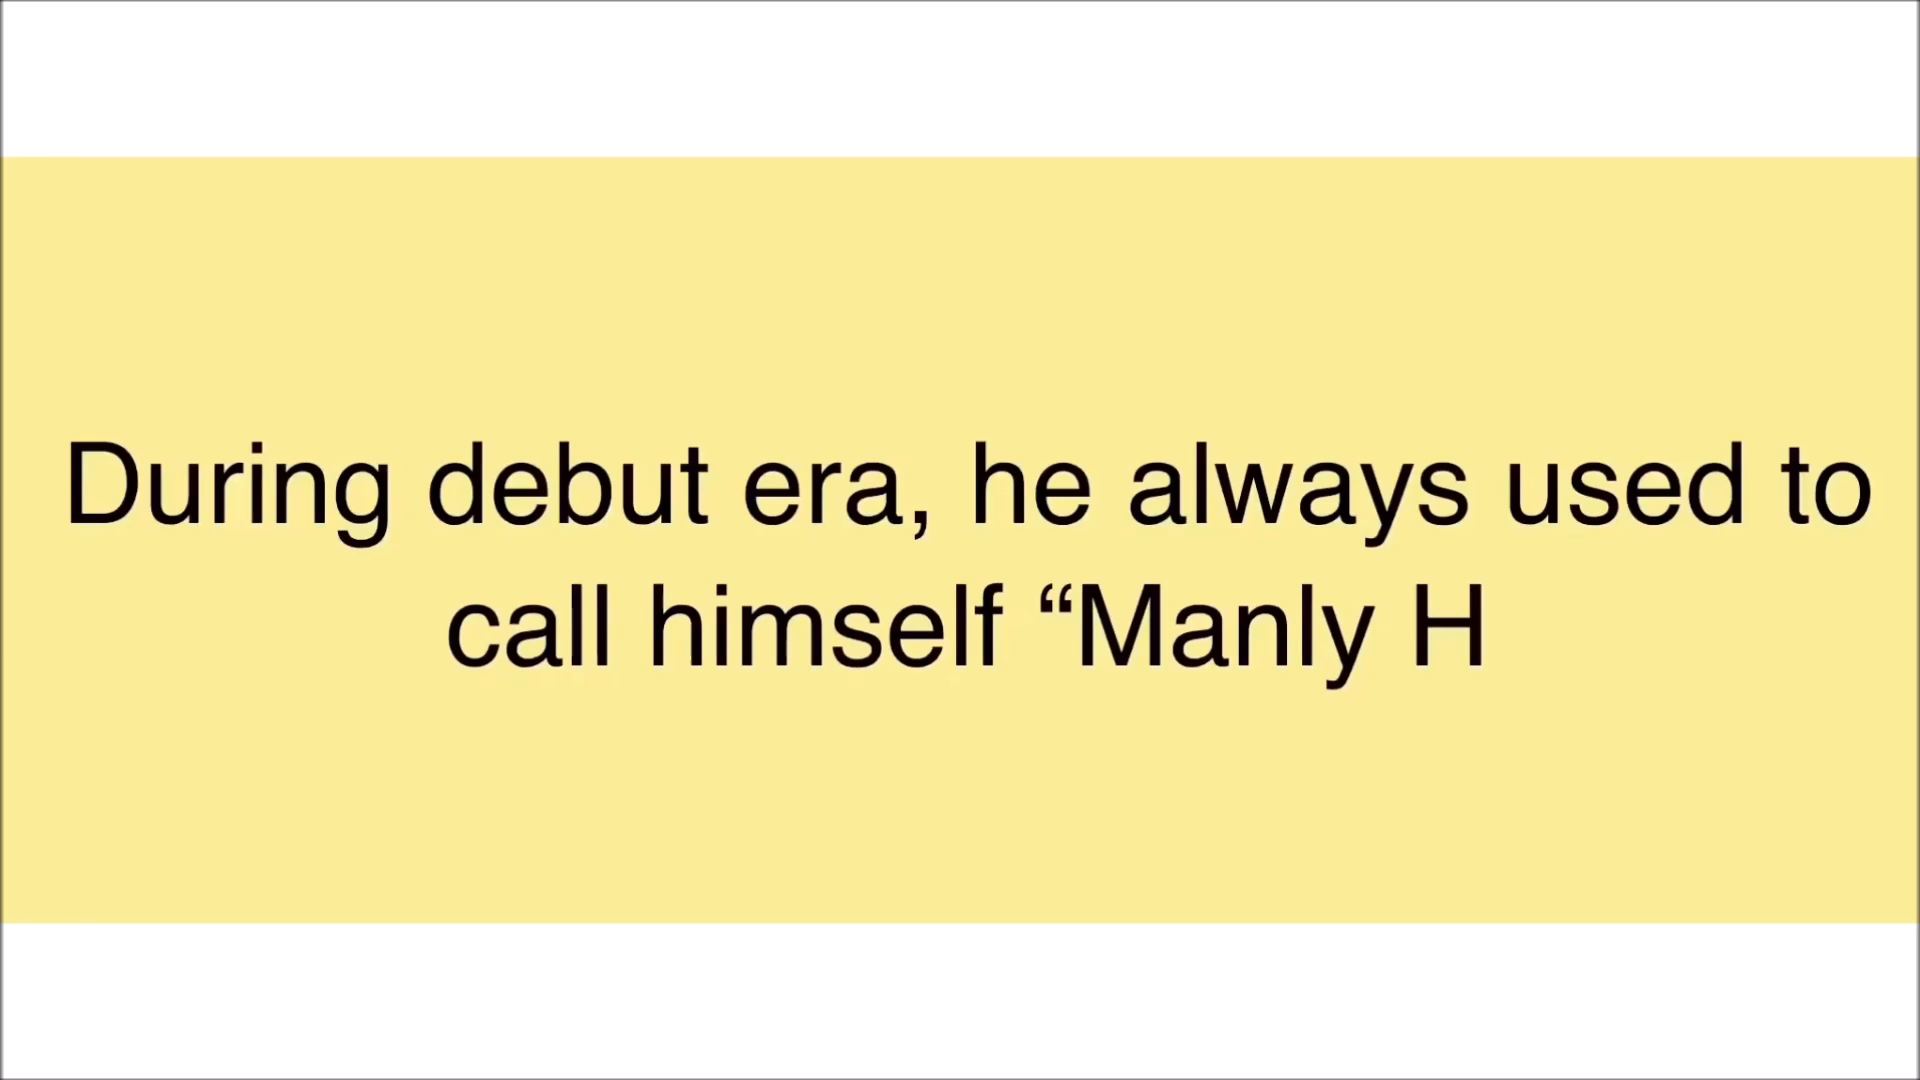 During debut era, he always used to
call himself “Manly H